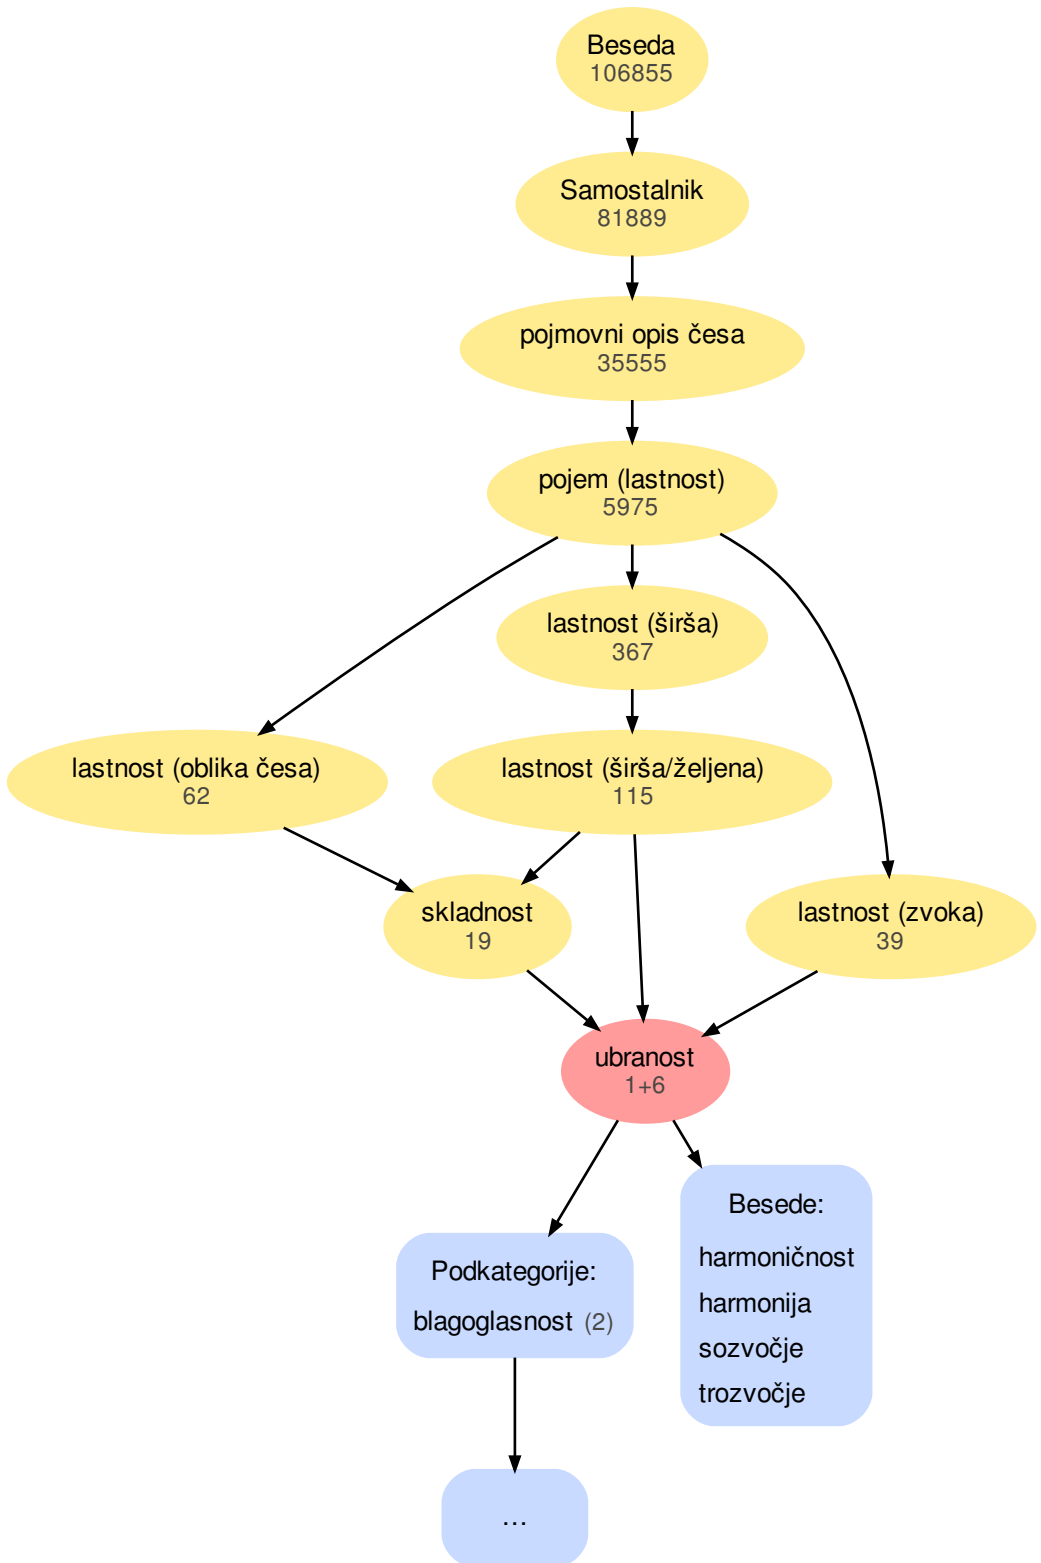 Beseda
106855
Samostalnik
81889
pojmovni opis česa
35555
pojem (lastnost)
5975
lastnost (širša)
367
lastnost (oblika česa)
62
lastnost (širša/željena)
115
skladnost
19
lastnost (zvoka)
39
ubranost
1+6
Podkategorije:
blagoglasnost (2)
Besede:
harmoničnost
harmonija
sozvočje
trozvočje
...